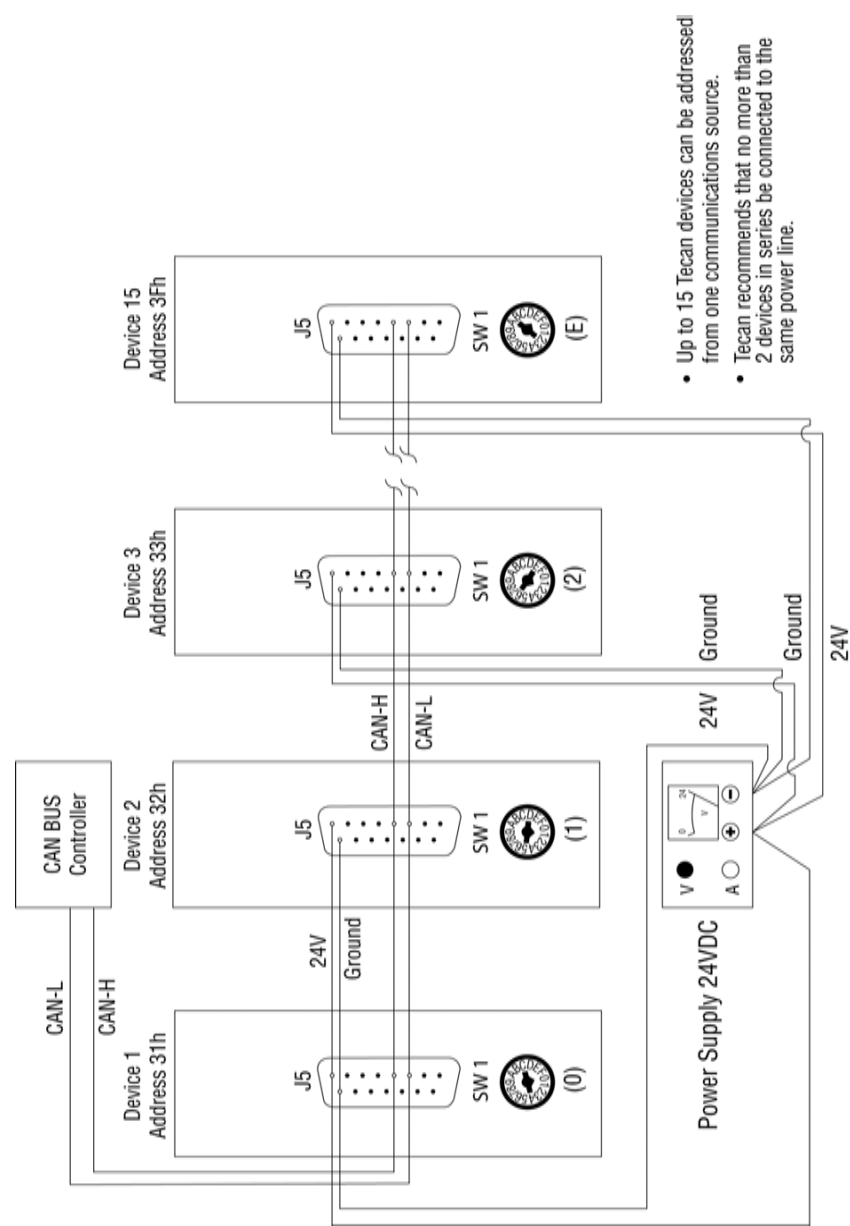 CAN BUS
Controller
CAN-L
CAN-H
Device 1
Address 31h
J5
SW 1
(0)
24V
Ground
Device 2
Address 32h
J5
SW 1
(1)
CAN-H
CAN-L
Device 3
Address 33h
J5
SW 1
(2)
Device 15
Address 3Fh
J5
SW 1
(E)
Power Supply 24VDC
V
A
0
24
V
+
−
24V
Ground
Ground
24V
• Up to 15 Tecan devices can be addressed
from one communications source.
• Tecan recommends that no more than
2 devices in series be connected to the
same power line.